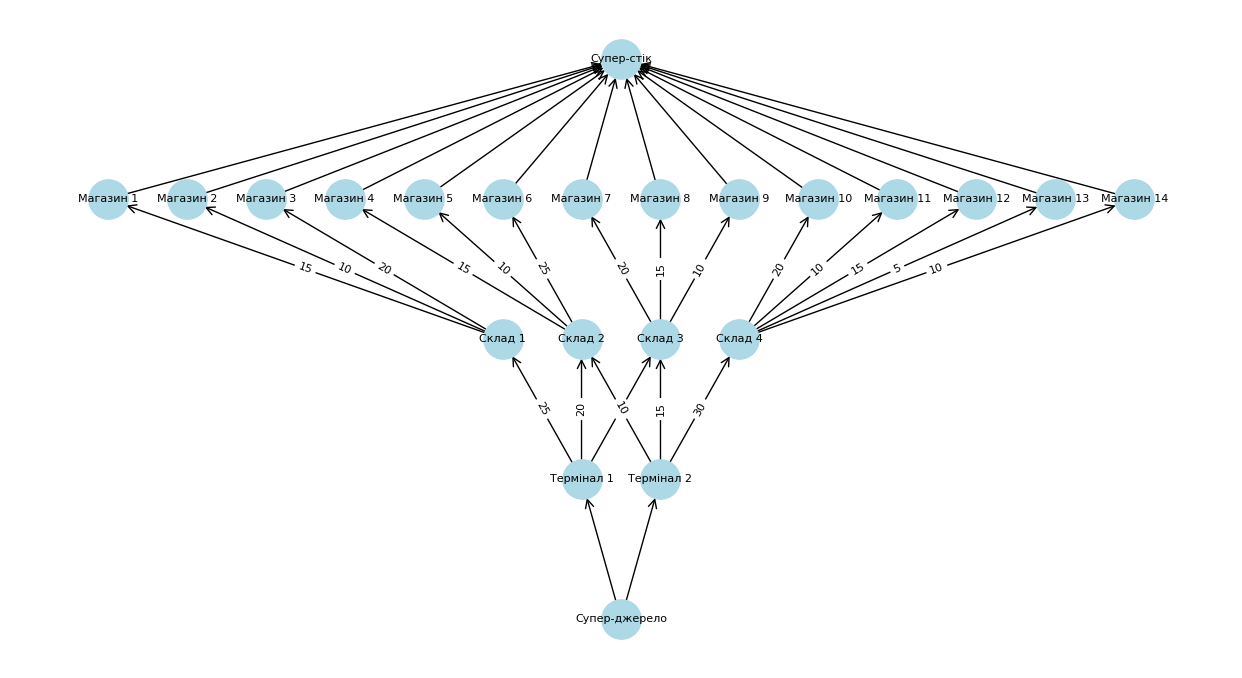 Супер-стік
Магазин 1
Магазин 2
Магазин 3
Магазин 4
Магазин 5
Магазин 6
Магазин 7
Магазин 8
Магазин 9
Магазин 10
Магазин 11
Магазин 12
Магазин 13
Магазин 14
15
10
20
15
10
25
20
15
10
20
10
15
5
10
Склад 1
Склад 2
Склад 3
Склад 4
25
20
10
15
30
Термінал 1
Термінал 2
Супер-джерело